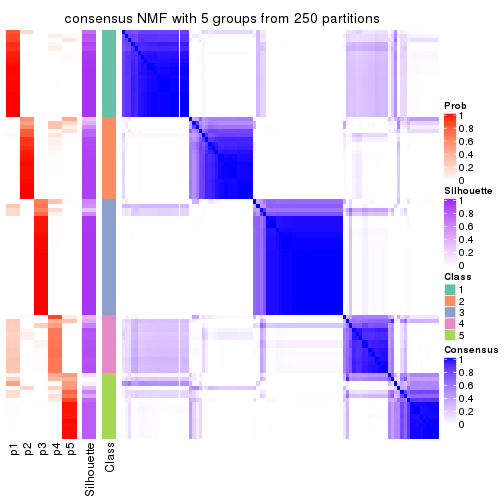 consensus NMF with 5 groups from 250 partitions
Prob
1
0.8
0.6
0.4
0.2
0
Silhouette
1
0.8
0.6
0.4
0.2
0
Class
1
2
3
4
5
Consensus
1
0.8
0.6
0.4
0.2
0
p1
p2
p3
p4
p5
Silhouette
Class